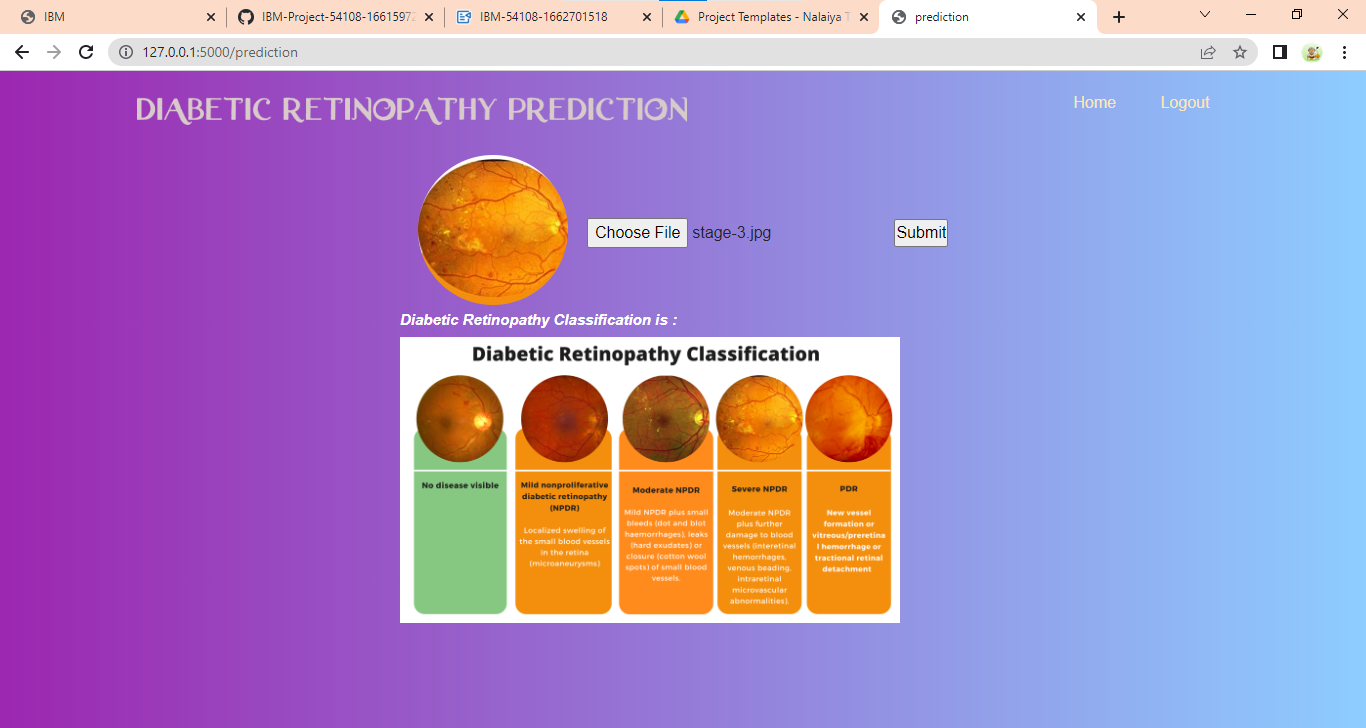 IBM
IBM-Project-54108-1661597
IBM-54108-1662701518
Project Templates - Nalaiya T
prediction
127.0.0.1:5000/prediction
DIABETIC RETINOPATHY PREDICTION
Home
Logout
Choose File stage-3.jpg
Submit
Diabetic Retinopathy Classification is :
Diabetic Retinopathy Classification
No disease visible
Mild nonproliferative
diabetic retinopathy
(NPDR)
Localized swelling of
the small blood vessels
in the retina
(microaneurysms)
Moderate NPDR
Mild NPDR plus small
bleeds (dot and blot
haemorrhages), leaks
(hard exudates) or
closure (cotton wool
spots) of small blood
vessels.
Severe NPDR
Moderate NPDR
plus further
damage to blood
vessels (interetinal
hemorrhages,
venous beading,
intraretinal
microvascular
abnormalities).
PDR
New vessel
formation or
vitreous/preretina
l hemorrhage or
tractional retinal
detachment